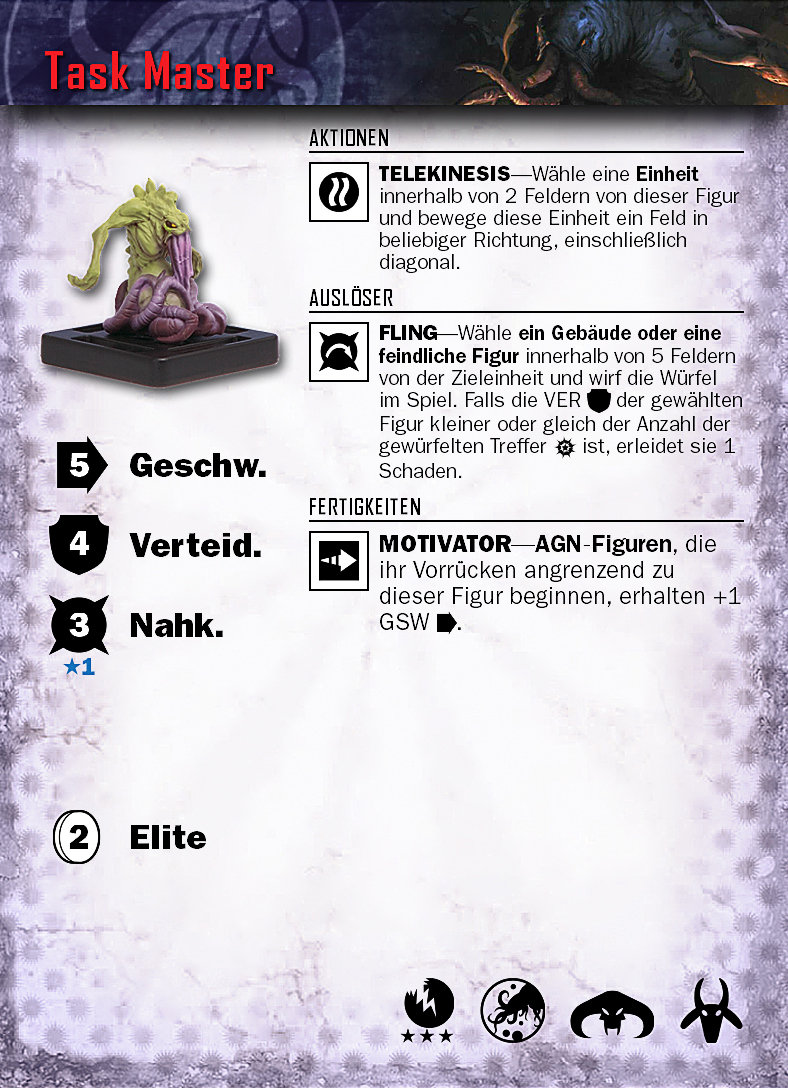 Task Master
AKTIONEN
TELEKINESIS—Wähle eine Einheit
innerhalb von 2 Feldern von dieser Figur
und bewege diese Einheit ein Feld in
beliebiger Richtung, einschließlich
diagonal.
AUSLÖSER
FLING—Wähle ein Gebäude oder eine
feindliche Figur innerhalb von 5 Feldern
von der Zieleinheit und wirf die Würfel
im Spiel. Falls die VER der gewählten
Figur kleiner oder gleich der Anzahl der
gewürfelten Treffer ist, erleidet sie 1
Schaden.
FERTIGKEITEN
MOTIVATOR—AGN-Figuren, die
ihr Vorrücken angrenzend zu
dieser Figur beginnen, erhalten +1
GSW .
5 Geschw.
4 Verteid.
3 Nahk.
★1
2 Elite
★★★